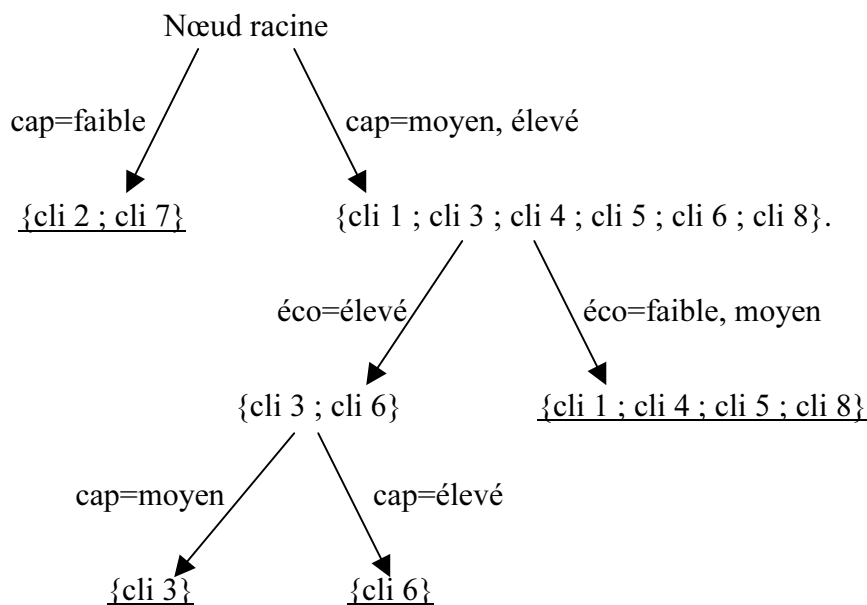 Nœud racine
cap=faible
cap=moyen, élevé
{cli 2 ; cli 7}
{cli 1 ; cli 3 ; cli 4 ; cli 5 ; cli 6 ; cli 8}.
éco=élevé
éco=faible, moyen
{cli 3 ; cli 6}
{cli 1 ; cli 4 ; cli 5 ; cli 8}
cap=moyen
cap=élevé
{cli 3}
{cli 6}